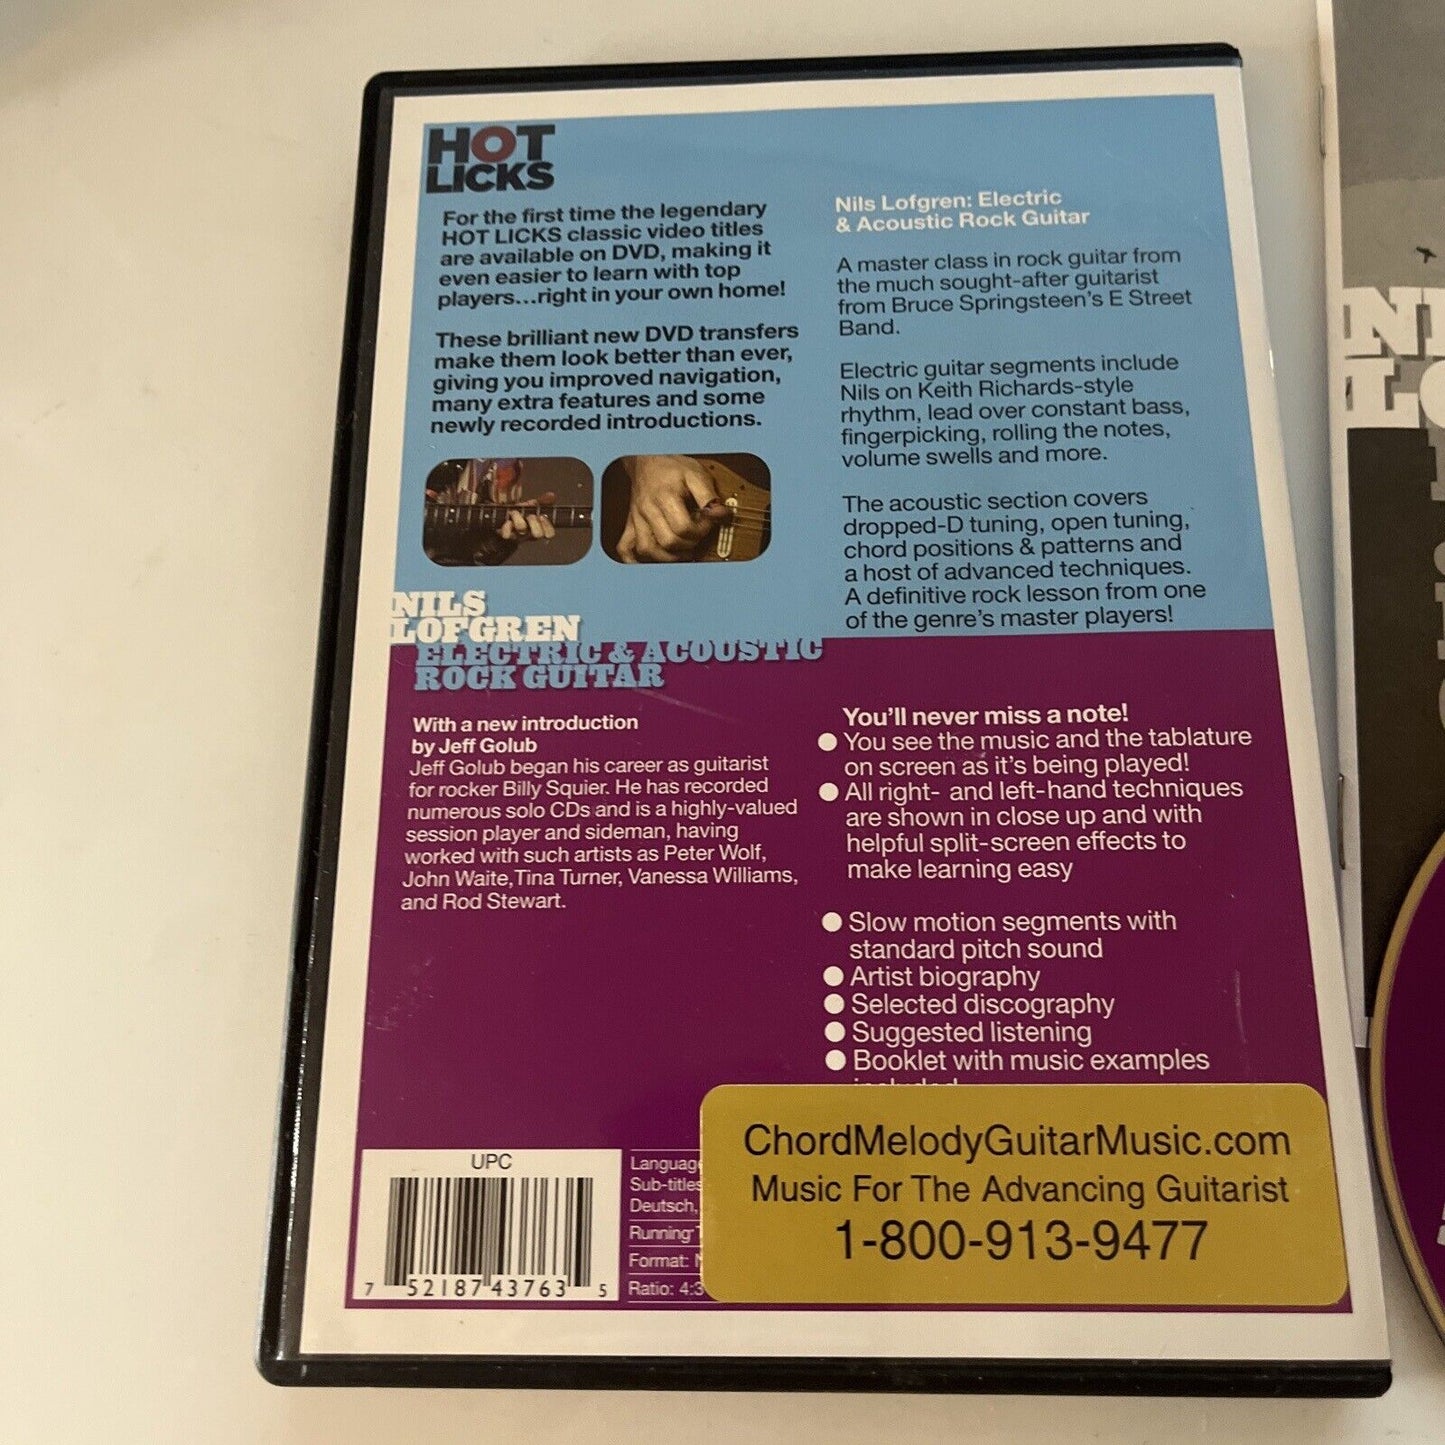 HOT
LICKS
For the first time the legendary
HOT LICKS classic video titles
are available on DVD, making it
even easier to learn with top
players...right in your own home!
These brilliant new DVD transfers
make them look better than ever,
giving you improved navigation,
many extra features and some
newly recorded introductions.
NILS
LOFGREN
ELECTRIC & ACOUSTIC
ROCK GUITAR
With a new introduction
by Jeff Golub
Jeff Golub began his career as guitarist
for rocker Billy Squier. He has recorded
numerous solo CDs and is a highly-valued
session player and sideman, having
worked with such artists as Peter Wolf,
John Waite,Tina Turner, Vanessa Williams,
and Rod Stewart.
Nils Lofgren: Electric
& Acoustic Rock Guitar
A master class in rock guitar from
the much sought-after guitarist
from Bruce Springsteen's E Street
Band.
Electric guitar segments include
Nils on Keith Richards-style
rhythm, lead over constant bass,
fingerpicking, rolling the notes,
volume swells and more.
The acoustic section covers
dropped-D tuning, open tuning,
chord positions & patterns and
a host of advanced techniques.
A definitive rock lesson from one
of the genre's master players!
You'll never miss a note!
● You see the music and the tablature
on screen as it's being played!
● All right- and left-hand techniques
are shown in close up and with
helpful split-screen effects to
make learning easy
● Slow motion segments with
standard pitch sound
● Artist biography
● Selected discography
● Suggested listening
● Booklet with music examples
included
UPC
7 52187 43763 5
Sub-titles
Deutsch,
Running
Format:
Ratio: 4:3
ChordMelodyGuitarMusic.com
Music For The Advancing Guitarist
1-800-913-9477